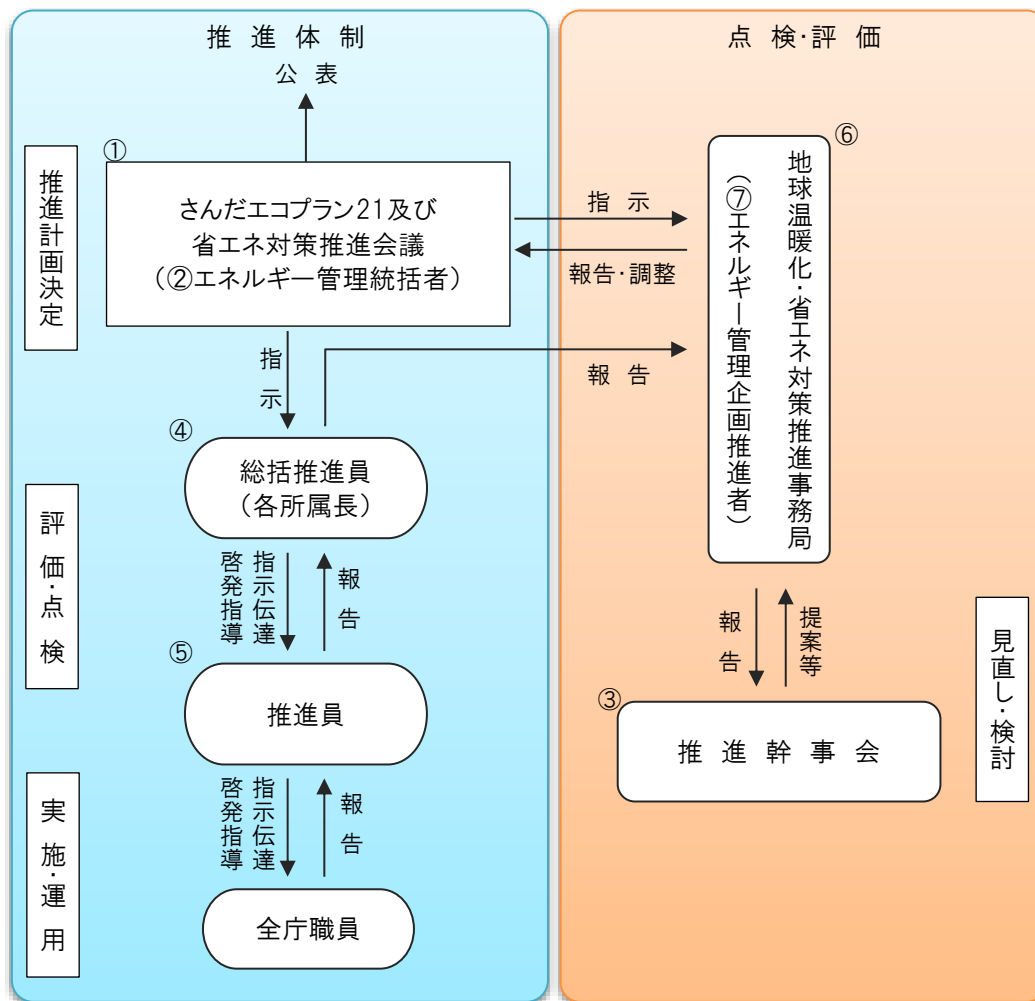 推進体制
公表
推進計画決定
①
さんだエコプラン21及び
省エネ対策推進会議
（②エネルギー管理統括者）
指示
④
総括推進員
（各所属長）
評価・点検
指示伝達
啓発指導
報告
⑤
推進員
実施・運用
指示伝達
啓発指導
報告
全庁職員
点検・評価
指示
報告・調整
報告
⑥
地球温暖化・省エネ対策推進事務局
（⑦エネルギー管理企画推進者）
報告
提案等
③
推進幹事会
見直し・検討